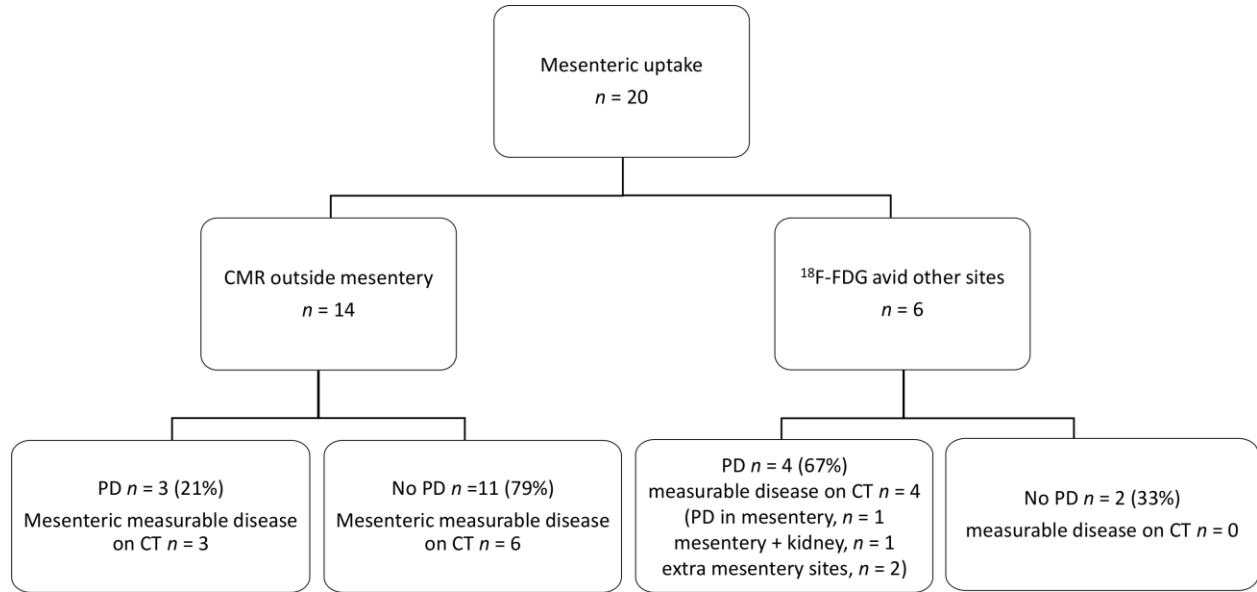 Mesenteric uptake
n = 20
CMR outside mesentery
n = 14
¹⁸F-FDG avid other sites
n = 6
PD n = 3 (21%)
Mesenteric measurable disease
on CT n = 3
No PD n =11 (79%)
Mesenteric measurable disease
on CT n = 6
PD n = 4 (67%)
measurable disease on CT n = 4
(PD in mesentery, n = 1
mesentery + kidney, n = 1
extra mesentery sites, n = 2)
No PD n = 2 (33%)
measurable disease on CT n = 0